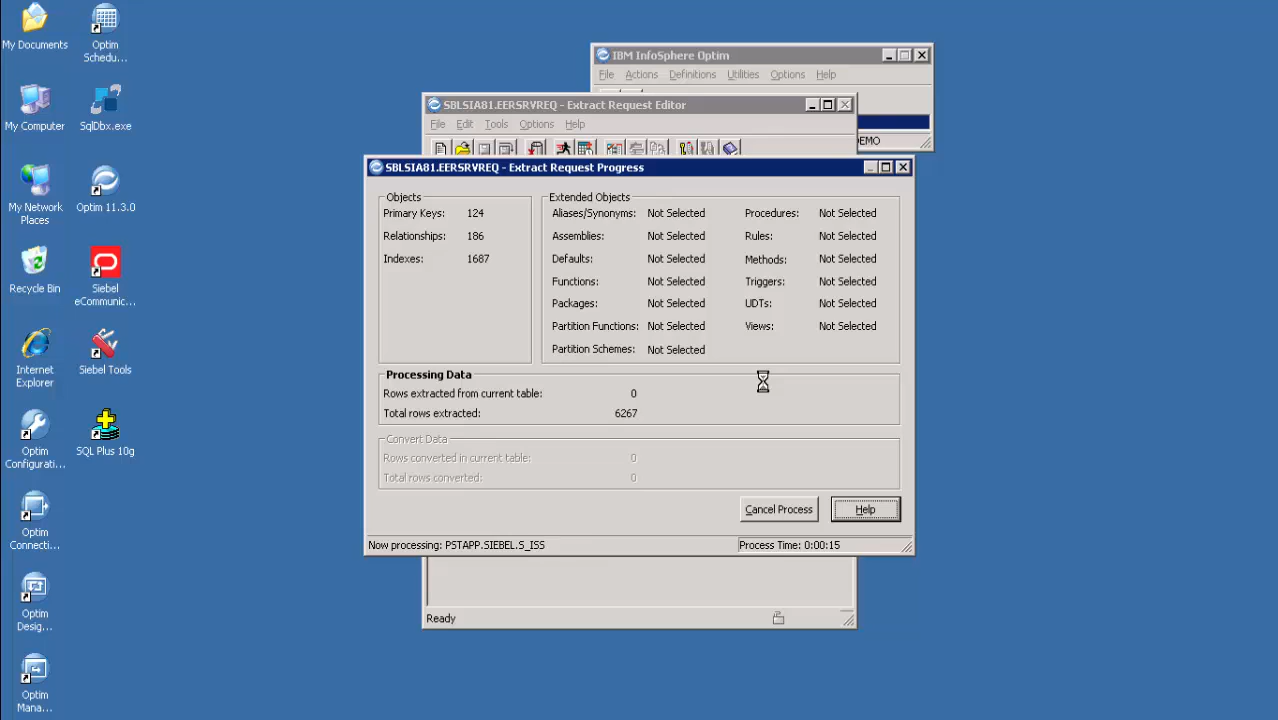 My Documents
Optim
Schedu...
My Computer
SqlDbx.exe
My Network
Places
Optim 11.3.0
Recycle Bin
Siebel
eCommunic...
Internet
Explorer
Siebel Tools
Optim
Configurati...
SQL Plus 10g
Optim
Connecti...
Optim
Desig...
Optim
Mana...
IBM InfoSphere Optim
File Actions Definitions Utilities Options Help
DEMO
SBLSIA81.EERSRVREQ - Extract Request Editor
File Edit Tools Options Help
SBLSIA81.EERSRVREQ - Extract Request Progress
Objects
Primary Keys: 124
Relationships: 186
Indexes: 1687
Extended Objects
Aliases/Synonyms: Not Selected Procedures: Not Selected
Assemblies: Not Selected Rules: Not Selected
Defaults: Not Selected Methods: Not Selected
Functions: Not Selected Triggers: Not Selected
Packages: Not Selected UDTs: Not Selected
Partition Functions: Not Selected Views: Not Selected
Partition Schemes: Not Selected
Processing Data
Rows extracted from current table: 0
Total rows extracted: 6267
Convert Data
Rows converted in current table: 0
Total rows converted: 0
Cancel Process Help
Now processing: PSTAPP.SIEBEL.S_ISS Process Time: 0:00:15
Ready